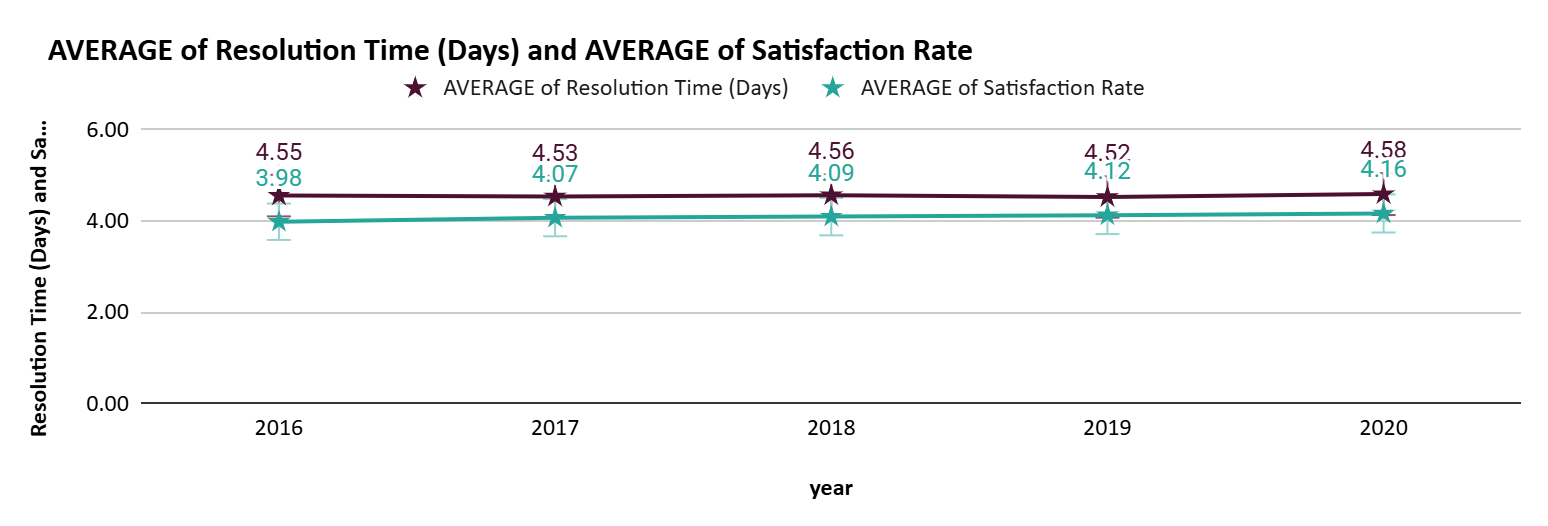 AVERAGE of Resolution Time (Days) and AVERAGE of Satisfaction Rate
AVERAGE of Resolution Time (Days) AVERAGE of Satisfaction Rate
Resolution Time (Days) and Sa...
6.00
4.00
2.00
0.00
4.55 4.53 4.56 4.52 4.58
3.98 4.07 4.09 4.12 4.16
2016 2017 2018 2019 2020
year